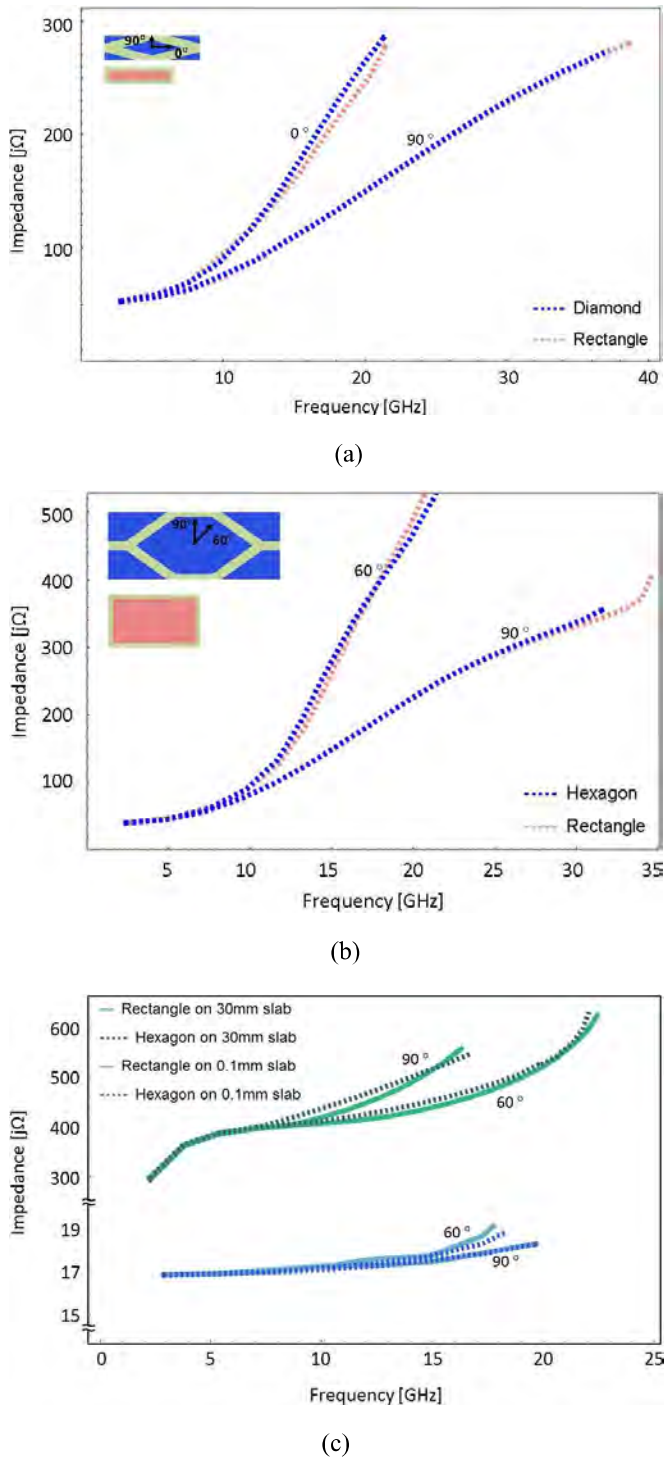 300
90°
0°
200
0°
90°
Impedance [jΩ]
100
Diamond
Rectangle
10
20
30
40
Frequency [GHz]
(a)
500
90°
60°
400
60°
300
90°
Impedance [jΩ]
200
100
Hexagon
Rectangle
5
10
15
20
25
30
35
Frequency [GHz]
(b)
Rectangle on 30mm slab
Hexagon on 30mm slab
Rectangle on 0.1mm slab
Hexagon on 0.1mm slab
600
500
400
300
90°
60°
Impedance [jΩ]
19
17
15
60°
90°
0
5
10
15
20
25
Frequency [GHz]
(c)